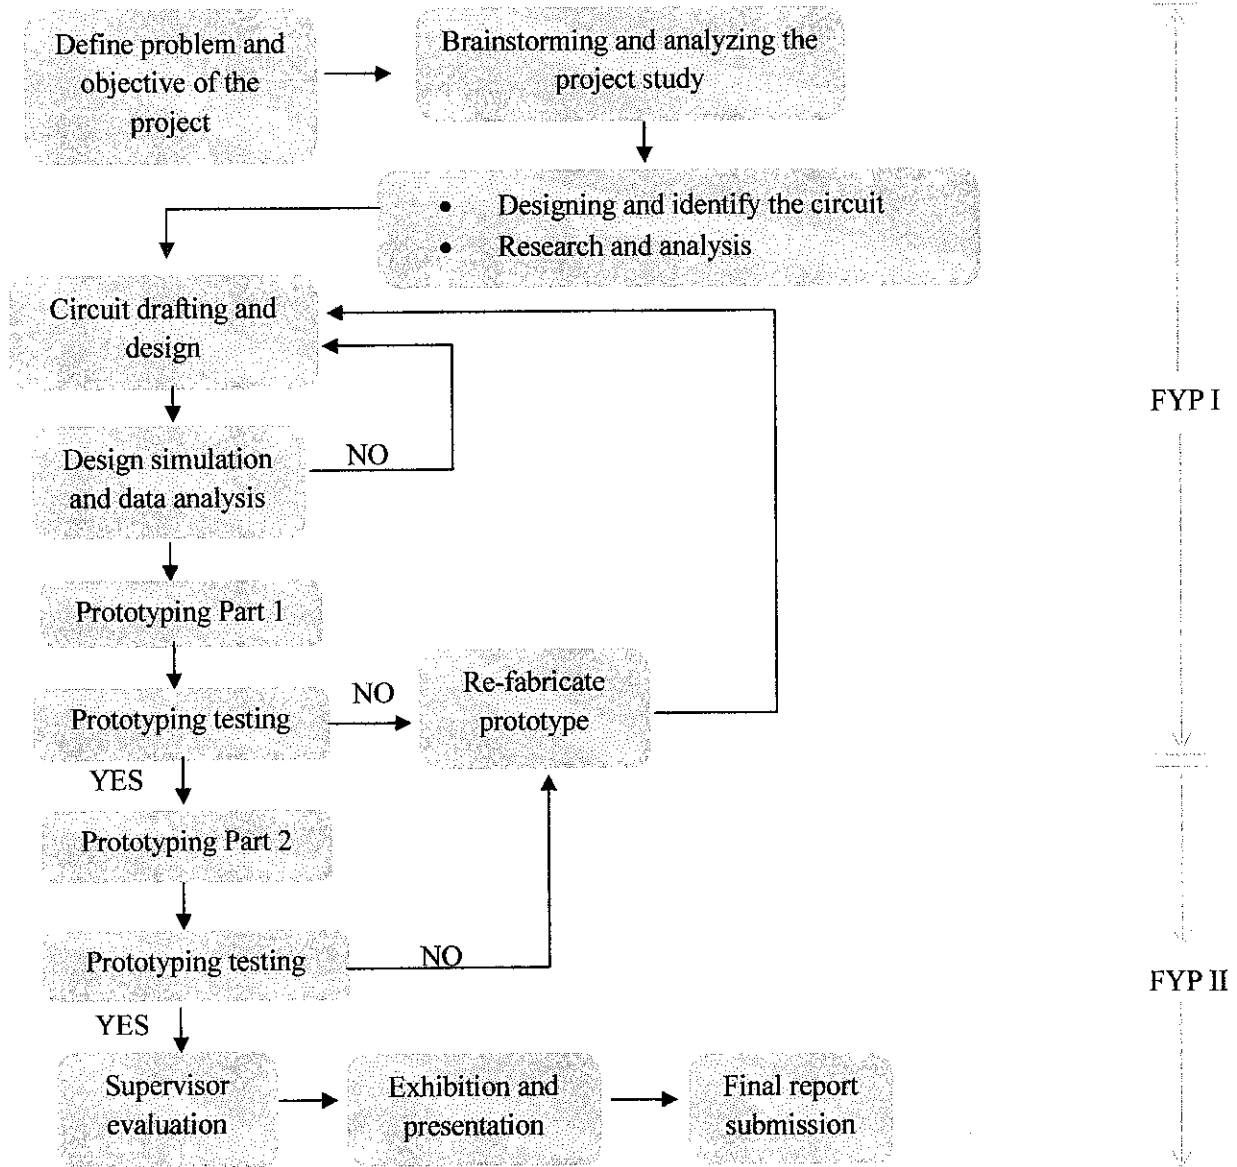 Define problem and
objective of the
project
Brainstorming and analyzing the
project study
• Designing and identify the circuit
• Research and analysis
Circuit drafting and
design
FYP I
Design simulation
and data analysis
NO
Prototyping Part 1
Prototyping testing
NO
Re-fabricate
prototype
YES
Prototyping Part 2
Prototyping testing
NO
FYP II
YES
Supervisor
evaluation
Exhibition and
presentation
Final report
submission